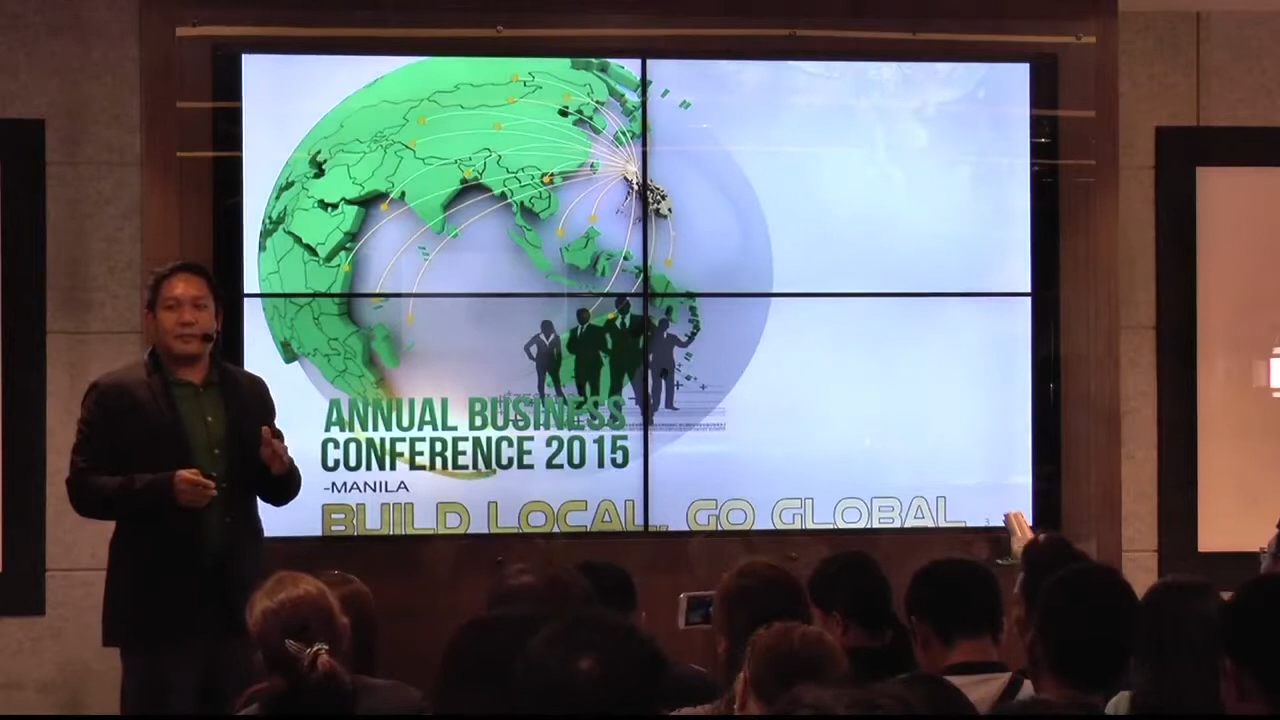 ANNUAL BUSINESS
CONFERENCE 2015
-MANILA
BUILD LOCAL, GO GLOBAL